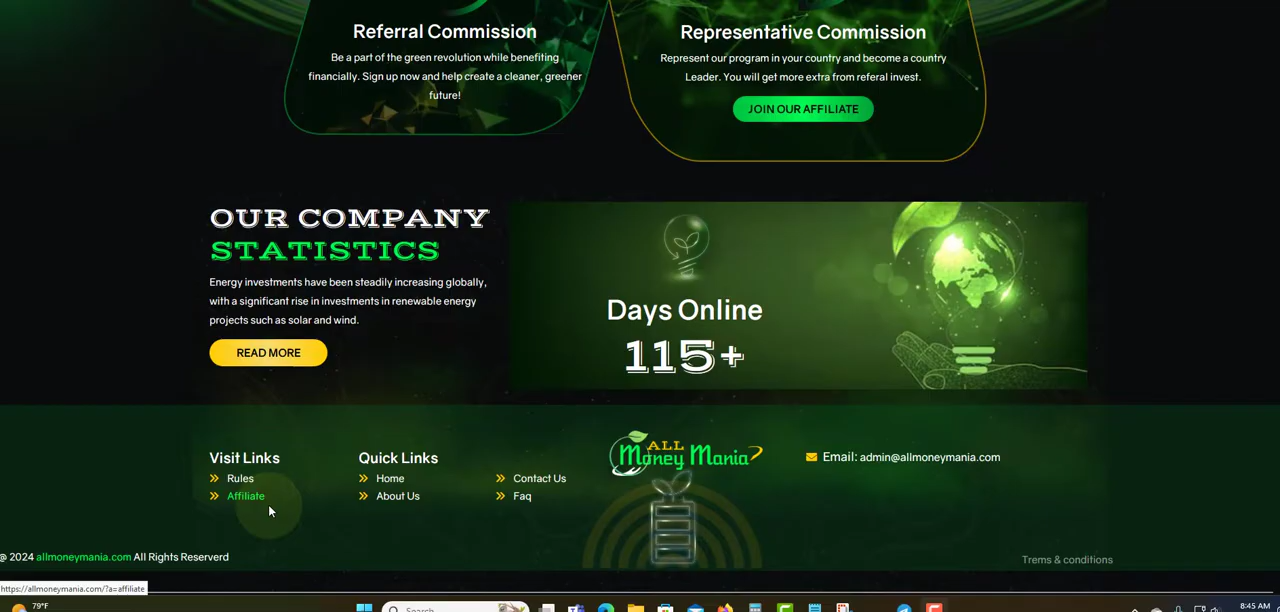 Referral Commission
Be a part of the green revolution while benefiting
financially. Sign up now and help create a cleaner, greener
future!
Representative Commission
Represent our program in your country and become a country
Leader. You will get more extra from referal invest.
JOIN OUR AFFILIATE
OUR COMPANY
STATISTICS
Energy investments have been steadily increasing globally,
with a significant rise in investments in renewable energy
projects such as solar and wind.
READ MORE
Days Online
115+
Visit Links
Rules
Affiliate
Quick Links
Home
About Us
Contact Us
Faq
ALL
Money Mania
Email: admin@allmoneymania.com
@ 2024 allmoneymania.com All Rights Reserverd
Trems & conditions
https://allmoneymania.com/?a=affiliate
79°F
Search
8:45 AM